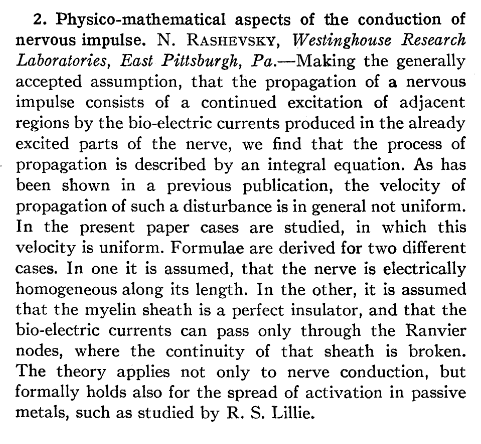 2. Physico-mathematical aspects of the conduction of
nervous impulse. N. RASHEVSKY, Westinghouse Research
Laboratories, East Pittsburgh, Pa.—Making the generally
accepted assumption, that the propagation of a nervous
impulse consists of a continued excitation of adjacent
regions by the bio-electric currents produced in the already
excited parts of the nerve, we find that the process of
propagation is described by an integral equation. As has
been shown in a previous publication, the velocity of
propagation of such a disturbance is in general not uniform.
In the present paper cases are studied, in which this
velocity is uniform. Formulae are derived for two different
cases. In one it is assumed, that the nerve is electrically
homogeneous along its length. In the other, it is assumed
that the myelin sheath is a perfect insulator, and that the
bio-electric currents can pass only through the Ranvier
nodes, where the continuity of that sheath is broken.
The theory applies not only to nerve conduction, but
formally holds also for the spread of activation in passive
metals, such as studied by R. S. Lillie.